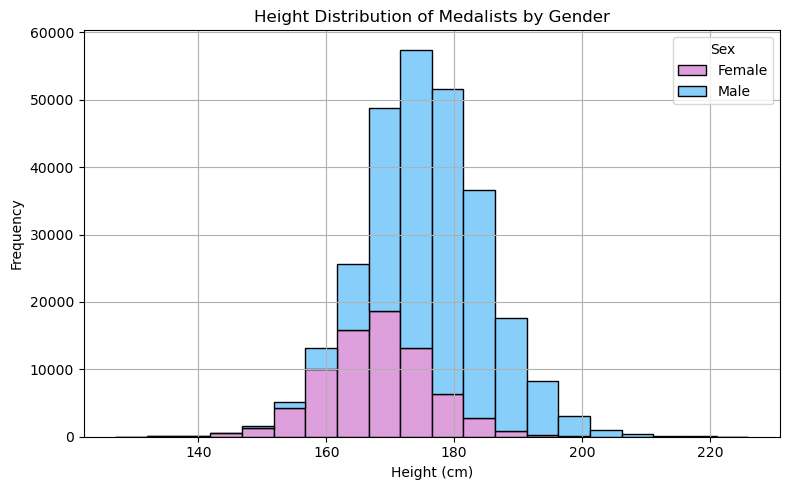 Height Distribution of Medalists by Gender
60000
50000
40000
30000
20000
10000
0
Frequency
Sex
Female
Male
140 160 180 200 220
Height (cm)